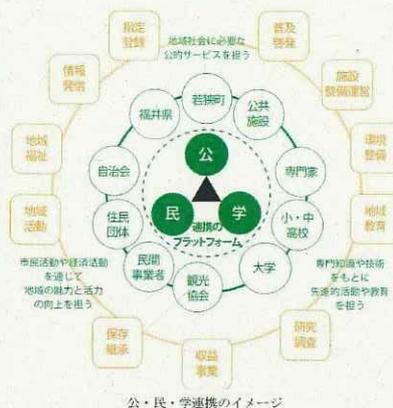 指定
登録
普及
啓発
地域社会に必要な
公的サービスを担う
情報
発信
施設
整備運営
若狭町
福井県
公共
施設
地域
福祉
環境
整備
公
自治会
専門家
地域
活動
住民
団体
民
学
小・中
高校
地域
教育
連携の
プラットフォーム
民間
事業者
観光
協会
大学
市民活動や経済活動
を通じて
地域の魅力と活力
の向上を担う
専門知識や技術
をもとに
先進的活動や教育
を担う
保存
継承
収益
事業
研究
調査
公・民・学連携のイメージ